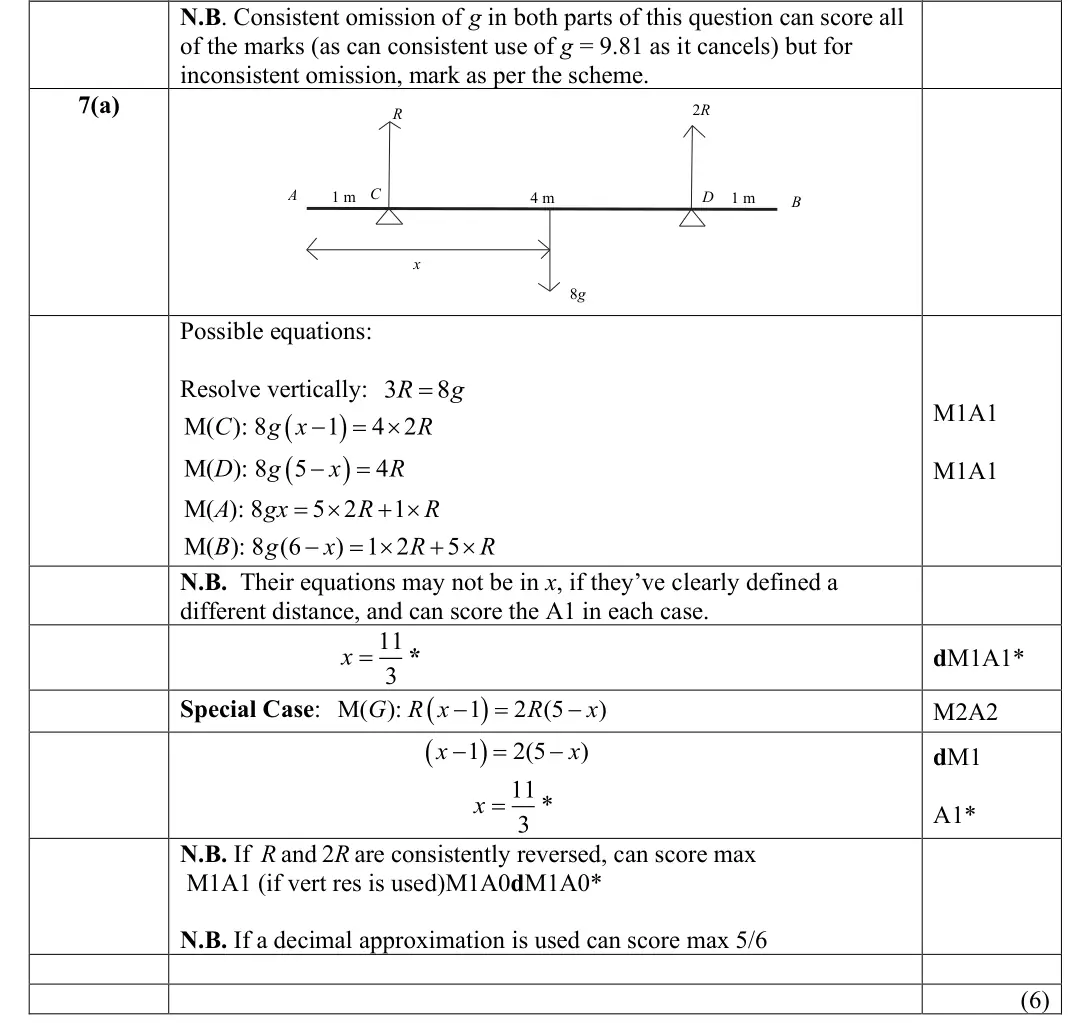 N.B. Consistent omission of g in both parts of this question can score all
of the marks (as can consistent use of g = 9.81 as it cancels) but for
inconsistent omission, mark as per the scheme.
7(a)
R
2R
A 1 m C 4 m D 1 m B
x
8g
Possible equations:
Resolve vertically: 3R = 8g
M(C): 8g(x − 1) = 4 × 2R
M1A1
M(D): 8g(5 − x) = 4R
M1A1
M(A): 8gx = 5 × 2R + 1 × R
M(B): 8g(6 − x) = 1 × 2R + 5 × R
N.B. Their equations may not be in x, if they’ve clearly defined a
different distance, and can score the A1 in each case.
x = 11/3 * dM1A1*
Special Case: M(G): R(x − 1) = 2R(5 − x) M2A2
(x − 1) = 2(5 − x) dM1
x = 11/3 * A1*
N.B. If R and 2R are consistently reversed, can score max
M1A1 (if vert res is used)M1A0dM1A0*
N.B. If a decimal approximation is used can score max 5/6
(6)